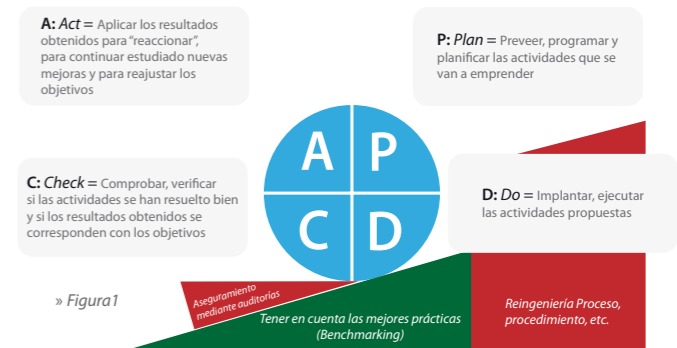 A: Act = Aplicar los resultados
obtenidos para “reaccionar”,
para continuar estudiado nuevas
mejoras y para reajustar los
objetivos
P: Plan = Preveer, programar y
planificar las actividades que se
van a emprender
A P
C D
C: Check = Comprobar, verificar
si las actividades se han resuelto bien
y si los resultados obtenidos se
corresponden con los objetivos
D: Do = Implantar, ejecutar
las actividades propuestas
» Figura1
Aseguramiento
mediante auditorías
Tener en cuenta las mejores prácticas
(Benchmarking)
Reingeniería Proceso,
procedimiento, etc.